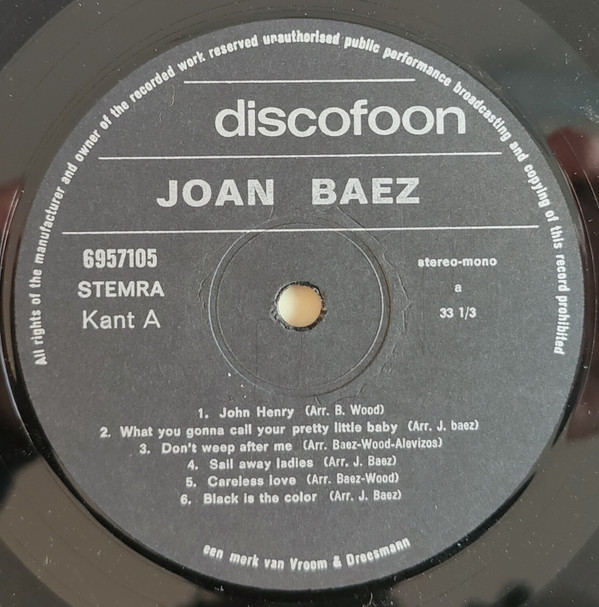 All rights of the manufacturer and owner of the recorded work reserved unauthorised public performance broadcasting and copying of this record prohibited
discofoon
JOAN BAEZ
6957105
STEMRA
Kant A
stereo-mono
a
33 1/3
1. John Henry (Arr. B. Wood)
2. What you gonna call your pretty little baby (Arr. J. baez)
3. Don't weep after me (Arr. Baez-Wood-Alevizos)
4. Sail away ladies (Arr. J. Baez)
5. Careless love (Arr. Baez-Wood)
6. Black is the color (Arr. J. Baez)
een merk van Vroom & Dreesmann